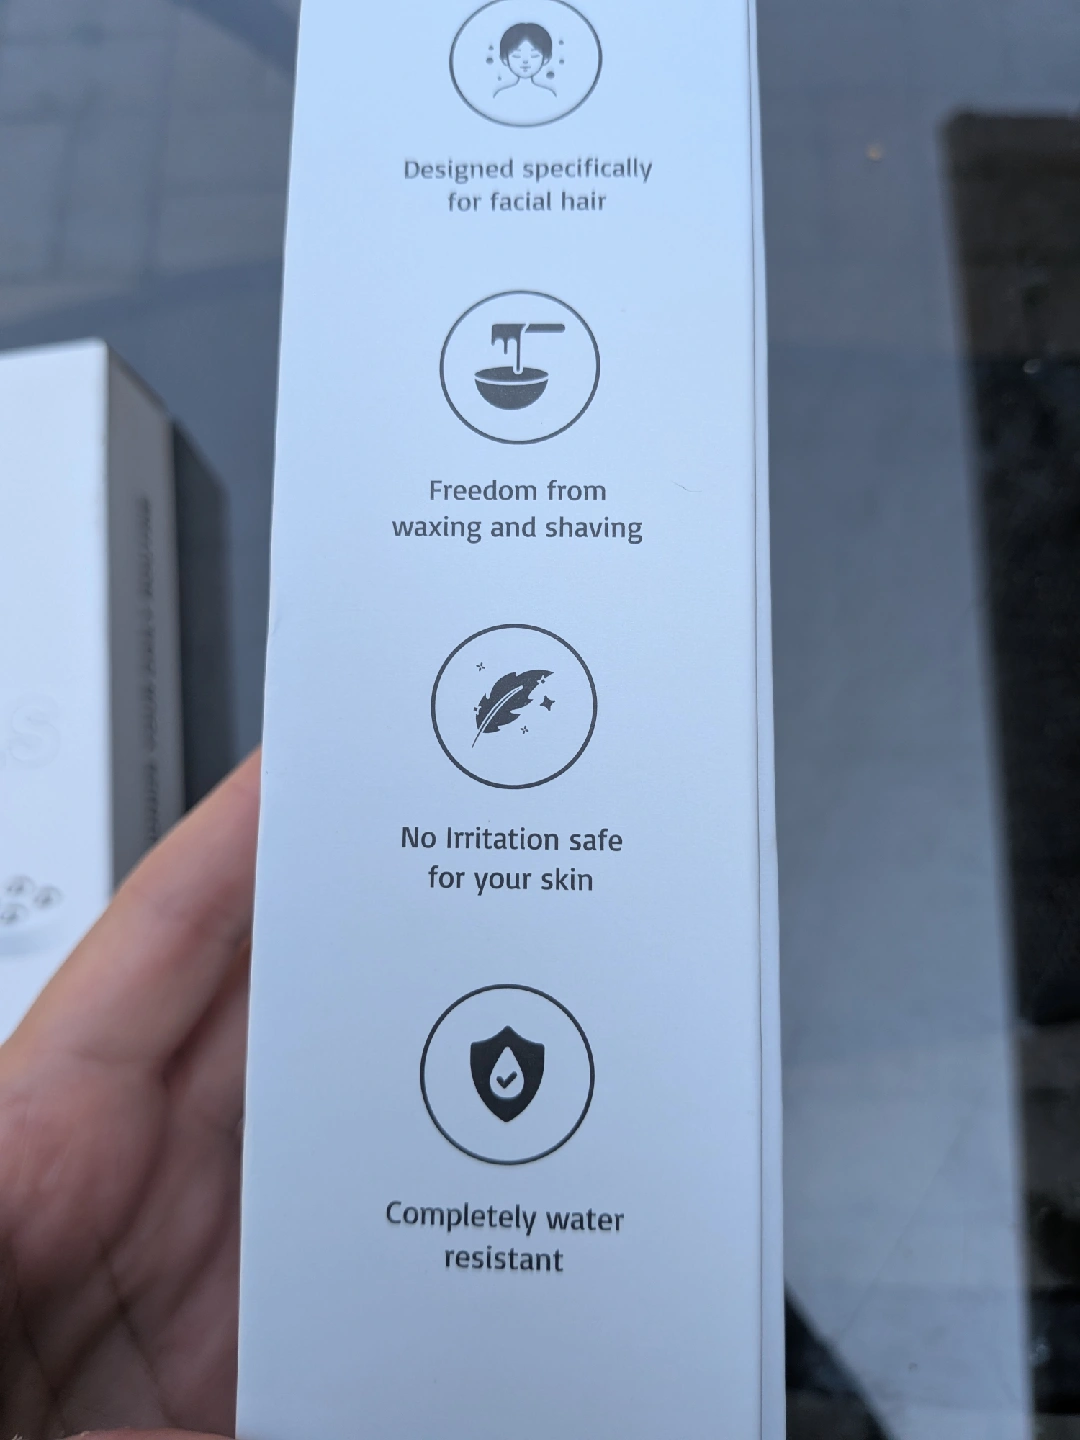 Designed specifically
for facial hair
Freedom from
waxing and shaving
No Irritation safe
for your skin
Completely water
resistant